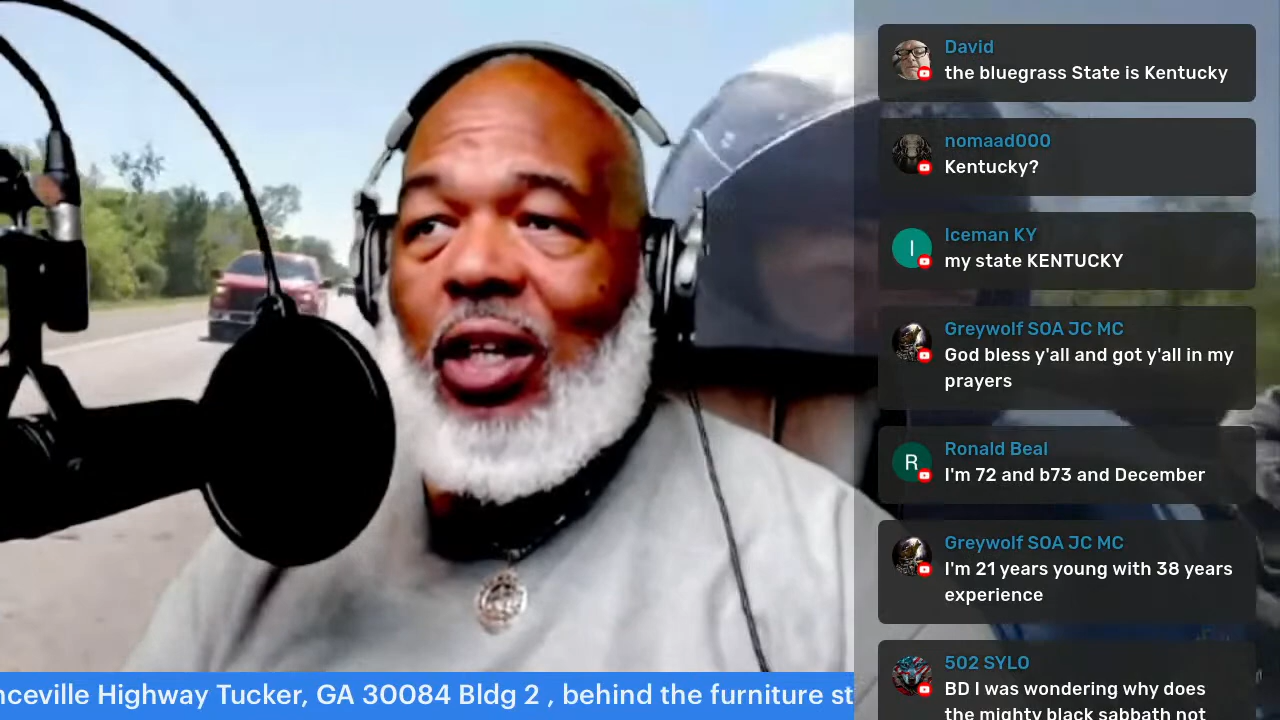 David
the bluegrass State is Kentucky
nomaad000
Kentucky?
I
Iceman KY
my state KENTUCKY
Greywolf SOA JC MC
God bless y'all and got y'all in my
prayers
R
Ronald Beal
I'm 72 and b73 and December
Greywolf SOA JC MC
I'm 21 years young with 38 years
experience
502 SYLO
BD I was wondering why does
the mighty black sabbath not
nceville Highway Tucker, GA 30084 Bldg 2 , behind the furniture st